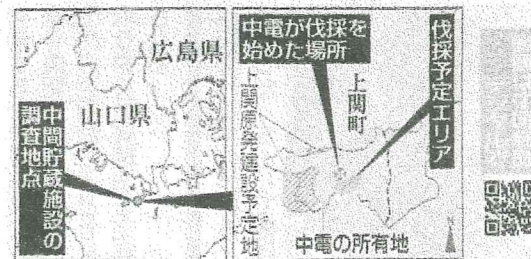 広島県
山口県
中間貯蔵施設の
調査地点
中電が伐採を
始めた場所
伐採予定エリア
上関町
上関原発建設予定地
中電の所有地
N